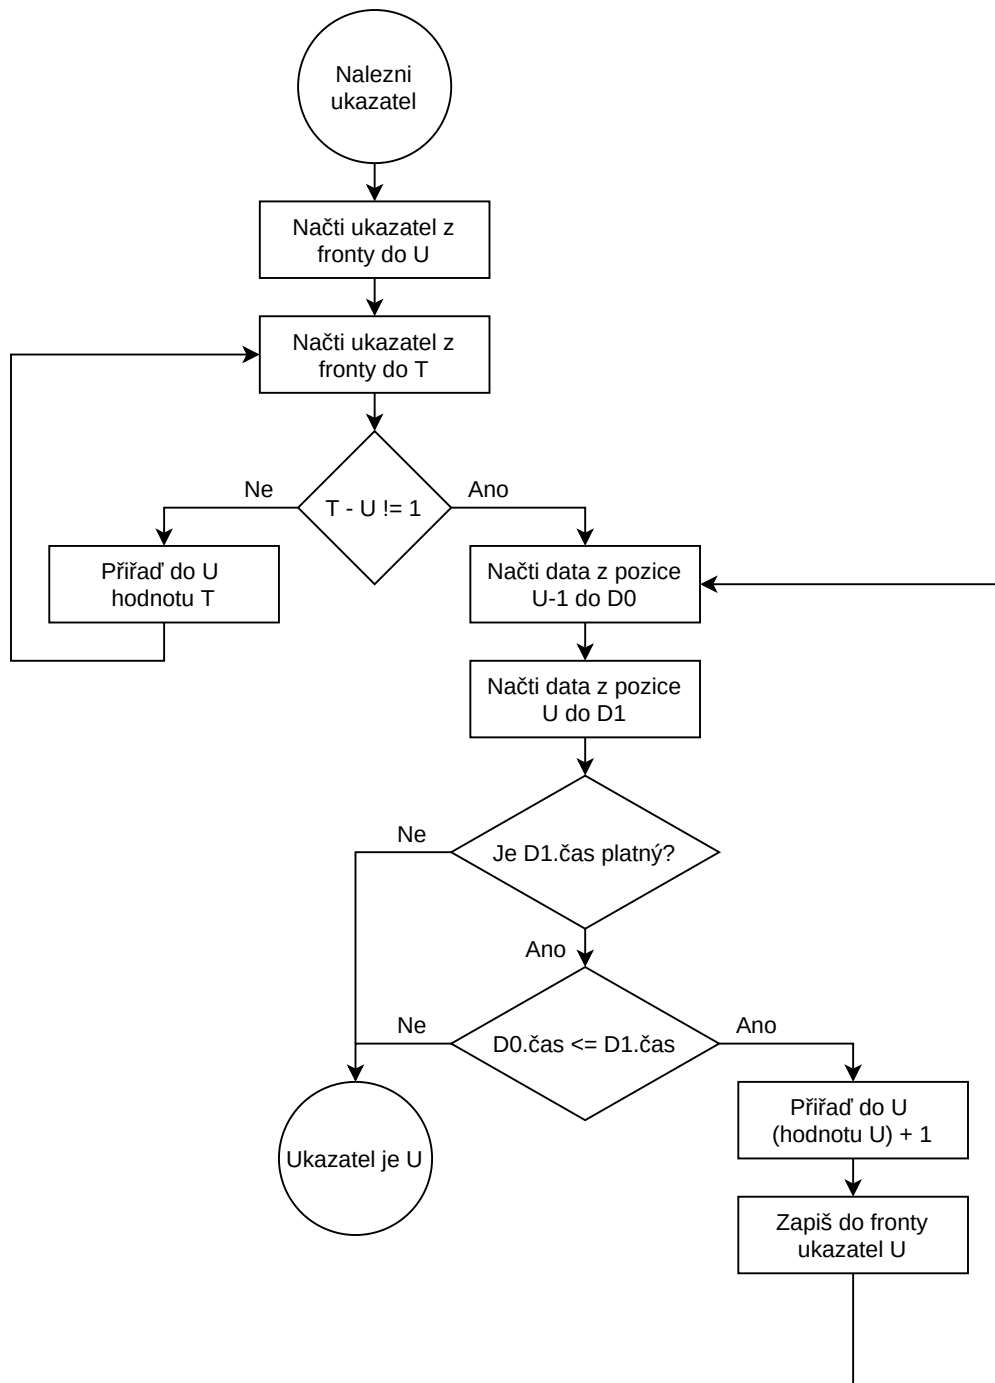 Nalezni
ukazatel
Načti ukazatel z
fronty do U
Načti ukazatel z
fronty do T
T - U != 1
Ne
Ano
Přiřaď do U
hodnotu T
Načti data z pozice
U-1 do D0
Načti data z pozice
U do D1
Je D1.čas platný?
Ne
Ano
D0.čas <= D1.čas
Ne
Ano
Ukazatel je U
Přiřaď do U
(hodnotu U) + 1
Zapiš do fronty
ukazatel U